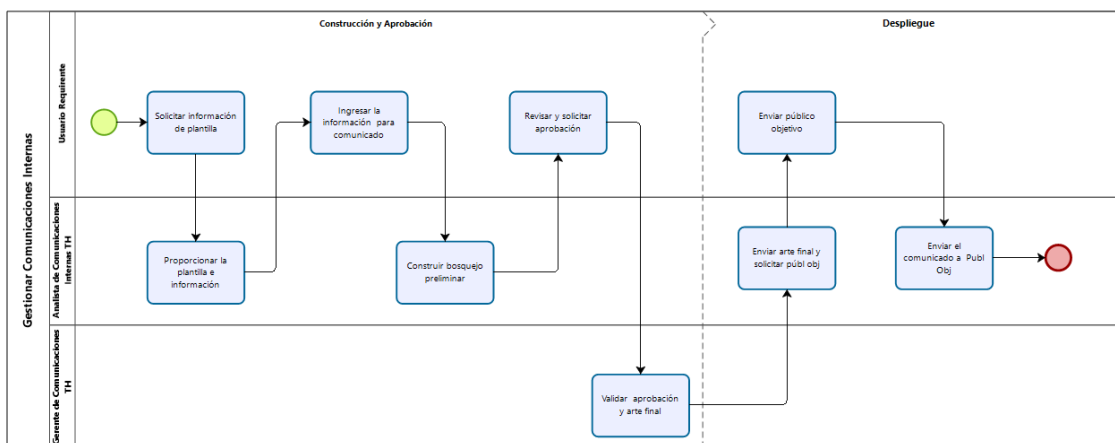 Construcción y Aprobación
Despliegue
Gestionar Comunicaciones Internas
Usuario Requirente
Solicitar información
de plantilla
Ingresar la
información para
comunicado
Revisar y solicitar
aprobación
Enviar público
objetivo
Analista de Comunicaciones
Internas TH
Proporcionar la
plantilla e
información
Construir bosquejo
preliminar
Enviar arte final y
solicitar públ obj
Enviar el
comunicado a Publ
Obj
Gerente de Comunicaciones
TH
Validar aprobación
y arte final